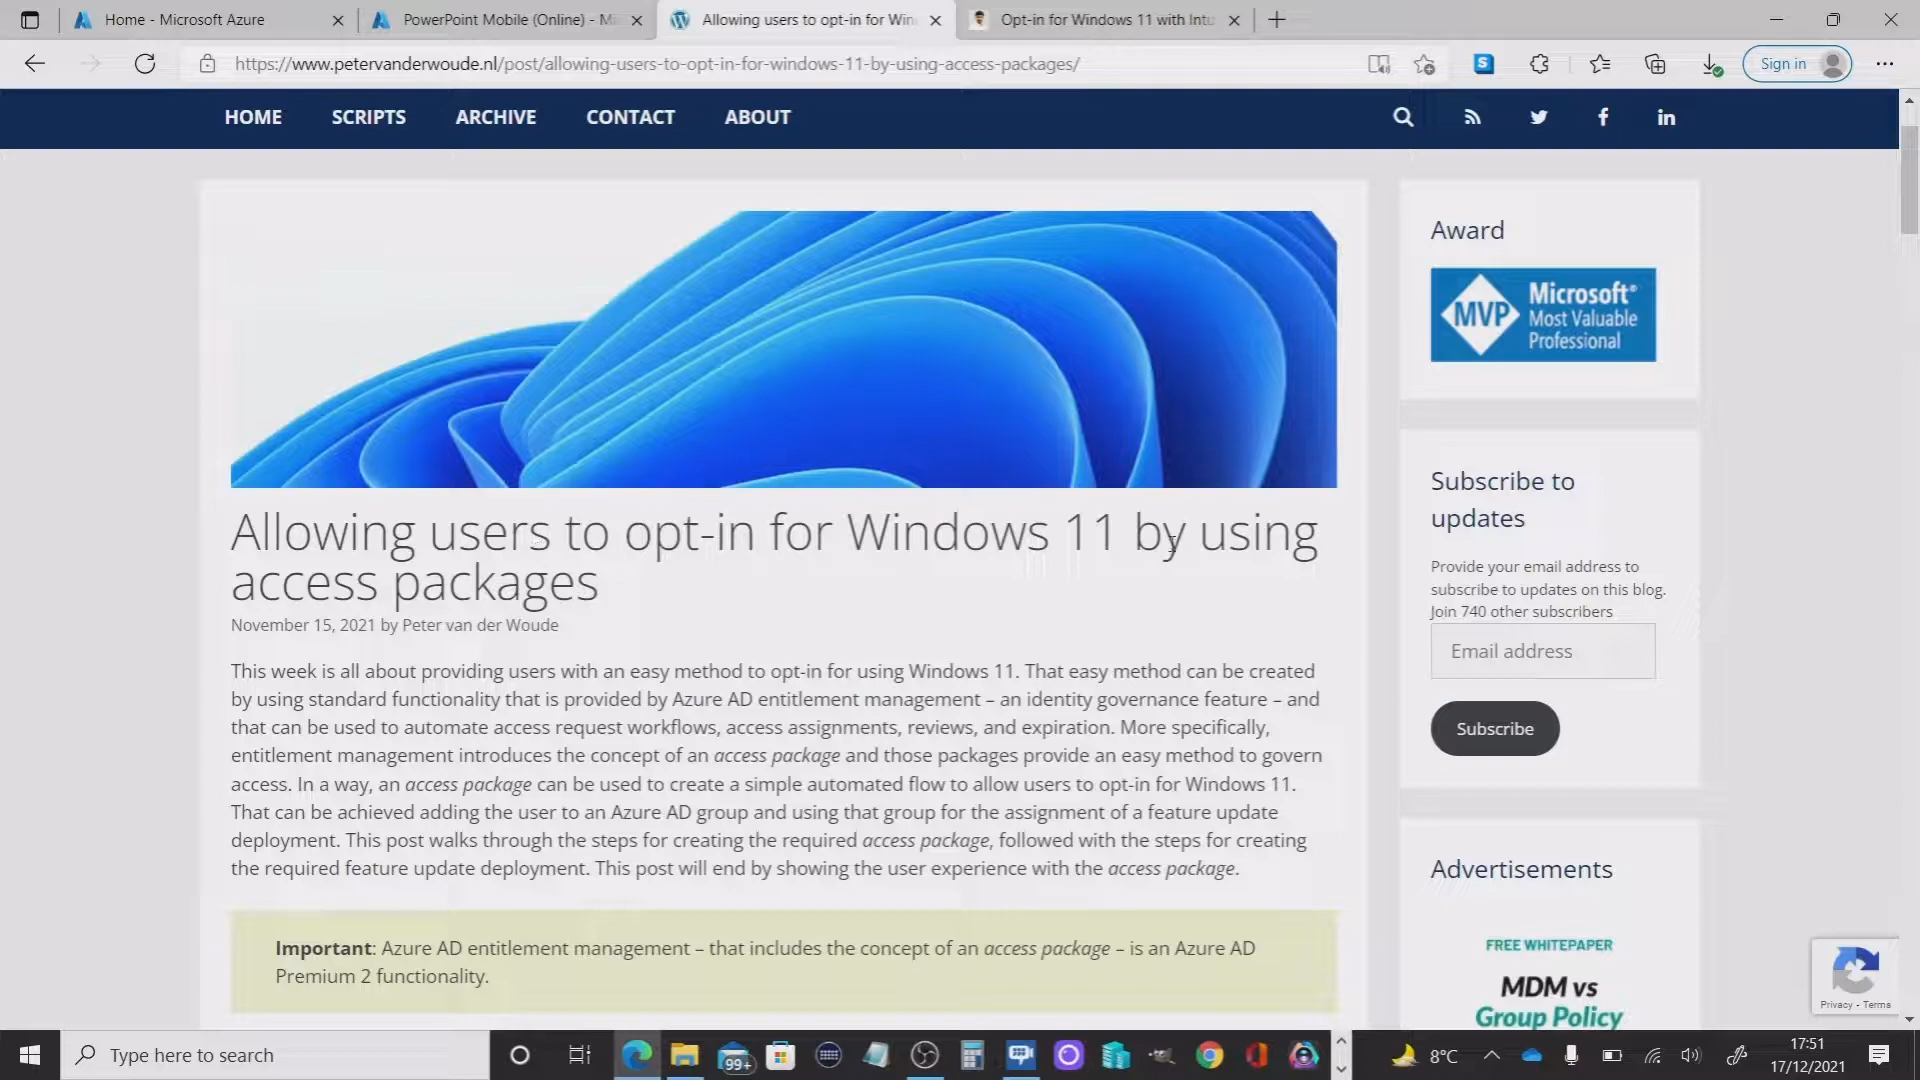 Home - Microsoft Azure
PowerPoint Mobile (Online) - Mi
Allowing users to opt-in for Win
Opt-in for Windows 11 with Intu
https://www.petervanderwoude.nl/post/allowing-users-to-opt-in-for-windows-11-by-using-access-packages/
S
Sign in
HOME
SCRIPTS
ARCHIVE
CONTACT
ABOUT
Allowing users to opt-in for Windows 11 by using
access packages
November 15, 2021 by Peter van der Woude
This week is all about providing users with an easy method to opt-in for using Windows 11. That easy method can be created
by using standard functionality that is provided by Azure AD entitlement management – an identity governance feature – and
that can be used to automate access request workflows, access assignments, reviews, and expiration. More specifically,
entitlement management introduces the concept of an access package and those packages provide an easy method to govern
access. In a way, an access package can be used to create a simple automated flow to allow users to opt-in for Windows 11.
That can be achieved adding the user to an Azure AD group and using that group for the assignment of a feature update
deployment. This post walks through the steps for creating the required access package, followed with the steps for creating
the required feature update deployment. This post will end by showing the user experience with the access package.
Important: Azure AD entitlement management – that includes the concept of an access package – is an Azure AD
Premium 2 functionality.
Award
MVP
Microsoft®
Most Valuable
Professional
Subscribe to
updates
Provide your email address to
subscribe to updates on this blog.
Join 740 other subscribers
Email address
Subscribe
Advertisements
FREE WHITEPAPER
MDM vs
Group Policy
Privacy - Terms
Type here to search
99+
8°C
17:51
17/12/2021